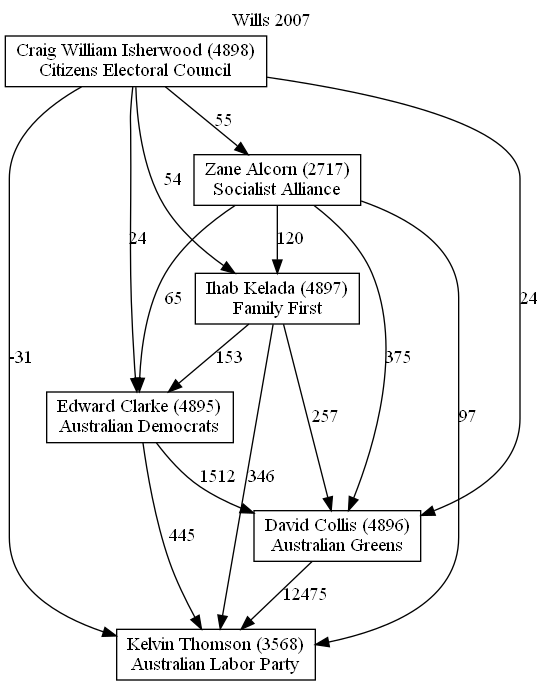 Wills 2007
Craig William Isherwood (4898)
Citizens Electoral Council
55
Zane Alcorn (2717)
Socialist Alliance
54
24
120
Ihab Kelada (4897)
Family First
65
24
-31
153
375
Edward Clarke (4895)
Australian Democrats
257
97
1512
346
David Collis (4896)
Australian Greens
445
12475
Kelvin Thomson (3568)
Australian Labor Party